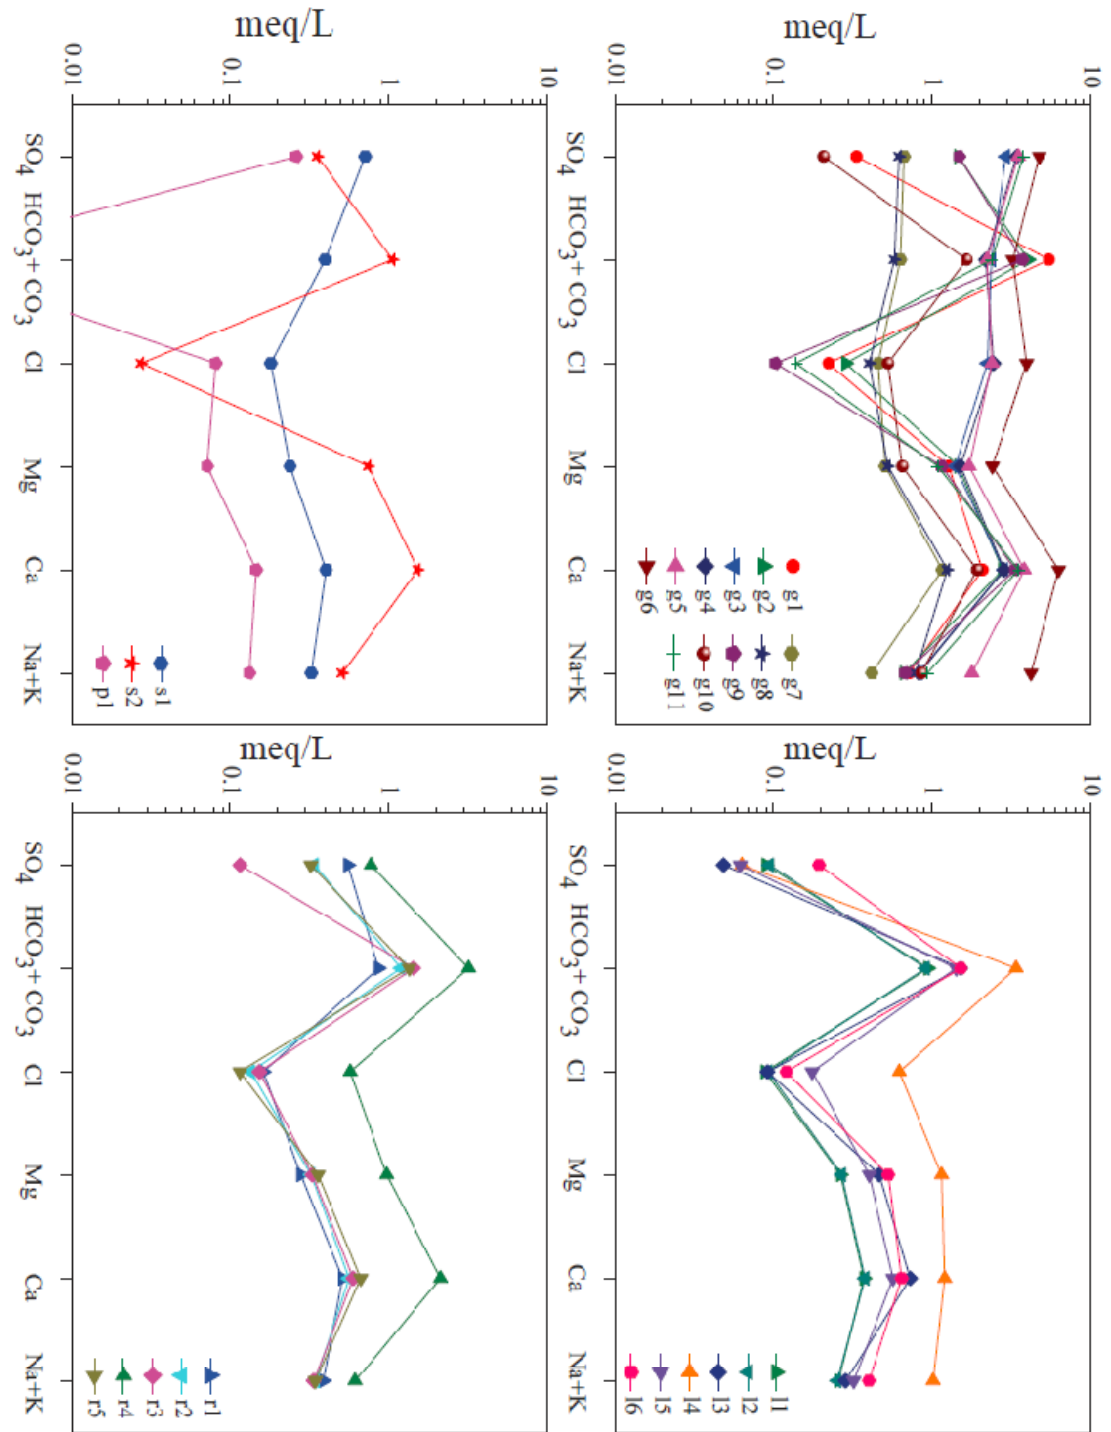 10
1
0.1
0.01
meq/L
SO4 HCO3+ CO3 Cl Mg Ca Na+K
g1 g7
g2 g8
g3 g9
g4 g10
g5 g11
g6
10
1
0.1
0.01
meq/L
SO4 HCO3+ CO3 Cl Mg Ca Na+K
l1
l2
l3
l4
l5
l6
10
1
0.1
0.01
meq/L
SO4 HCO3+ CO3 Cl Mg Ca Na+K
s1
s2
p1
10
1
0.1
0.01
meq/L
SO4 HCO3+ CO3 Cl Mg Ca Na+K
r1
r2
r3
r4
r5